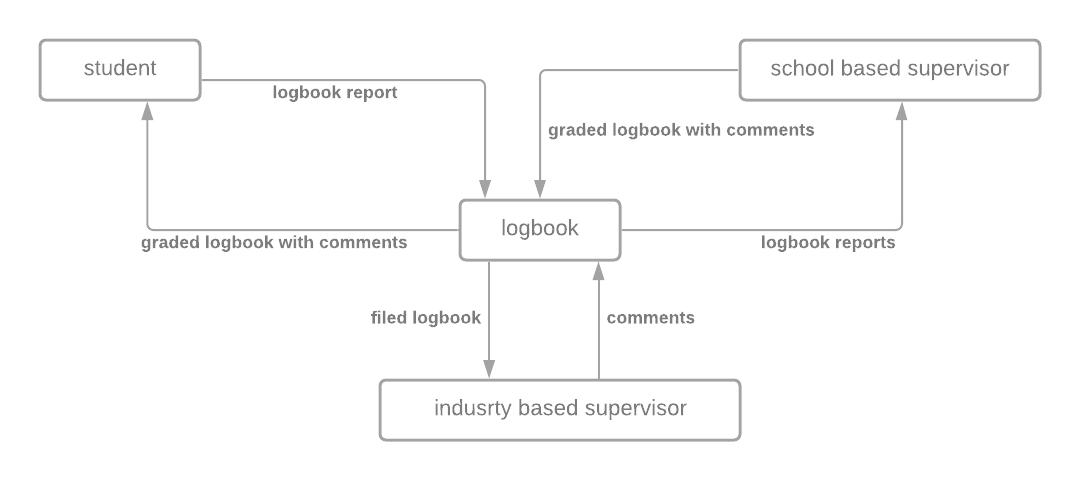 student
school based supervisor
logbook report
graded logbook with comments
logbook
graded logbook with comments
logbook reports
filed logbook
comments
indusrty based supervisor